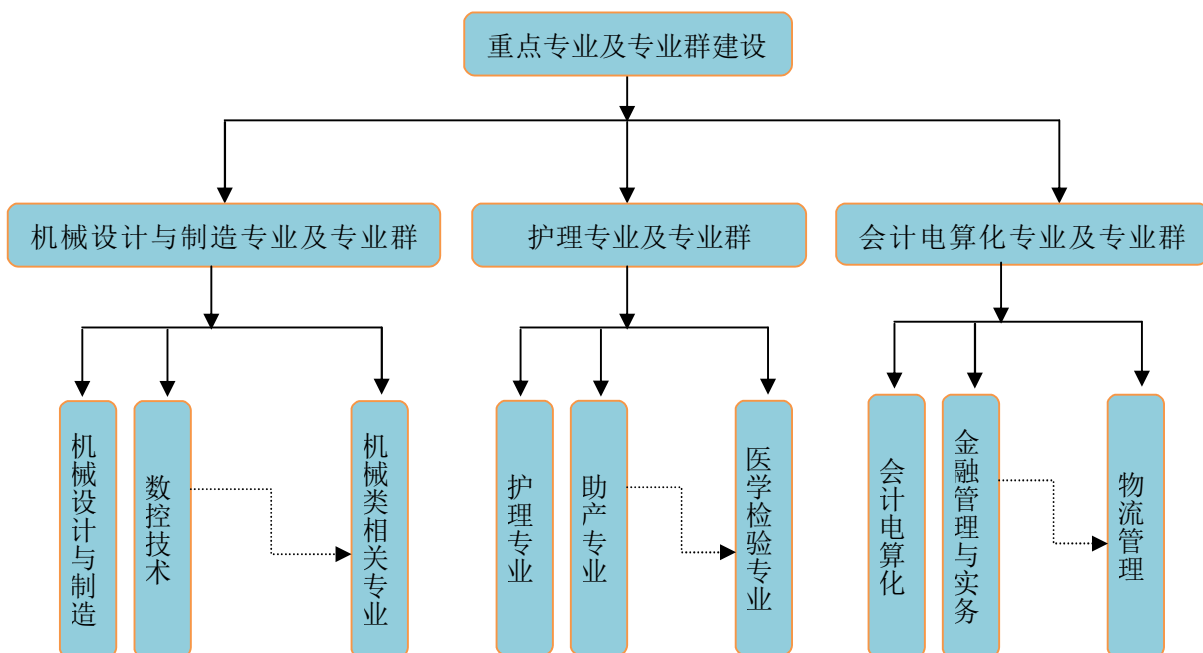 重点专业及专业群建设
机械设计与制造专业及专业群
护理专业及专业群
会计电算化专业及专业群
机械设计与制造
数控技术
机械类相关专业
护理专业
助产专业
医学检验专业
会计电算化
金融管理与实务
物流管理